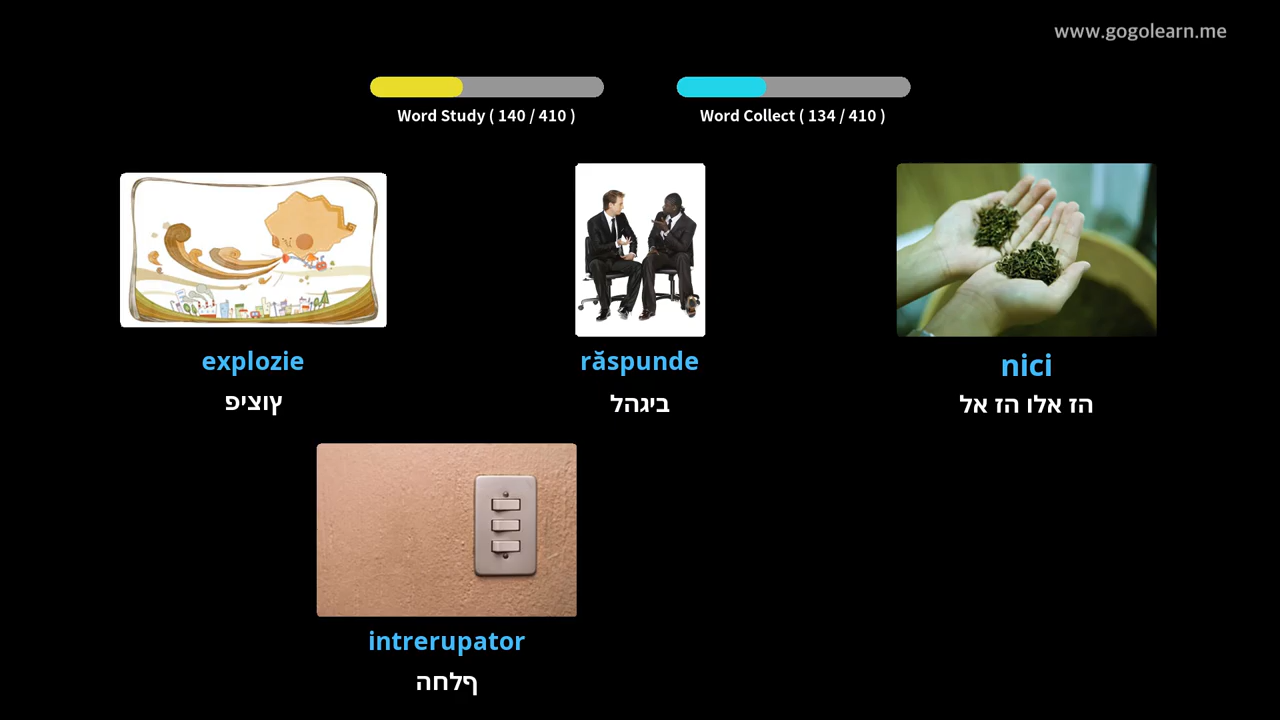 www.gogolearn.me
Word Study ( 140 / 410 )
Word Collect ( 134 / 410 )
explozie
ץוציפ
răspunde
ביגהל
nici
הז אלו הז אל
intrerupator
ףלחה